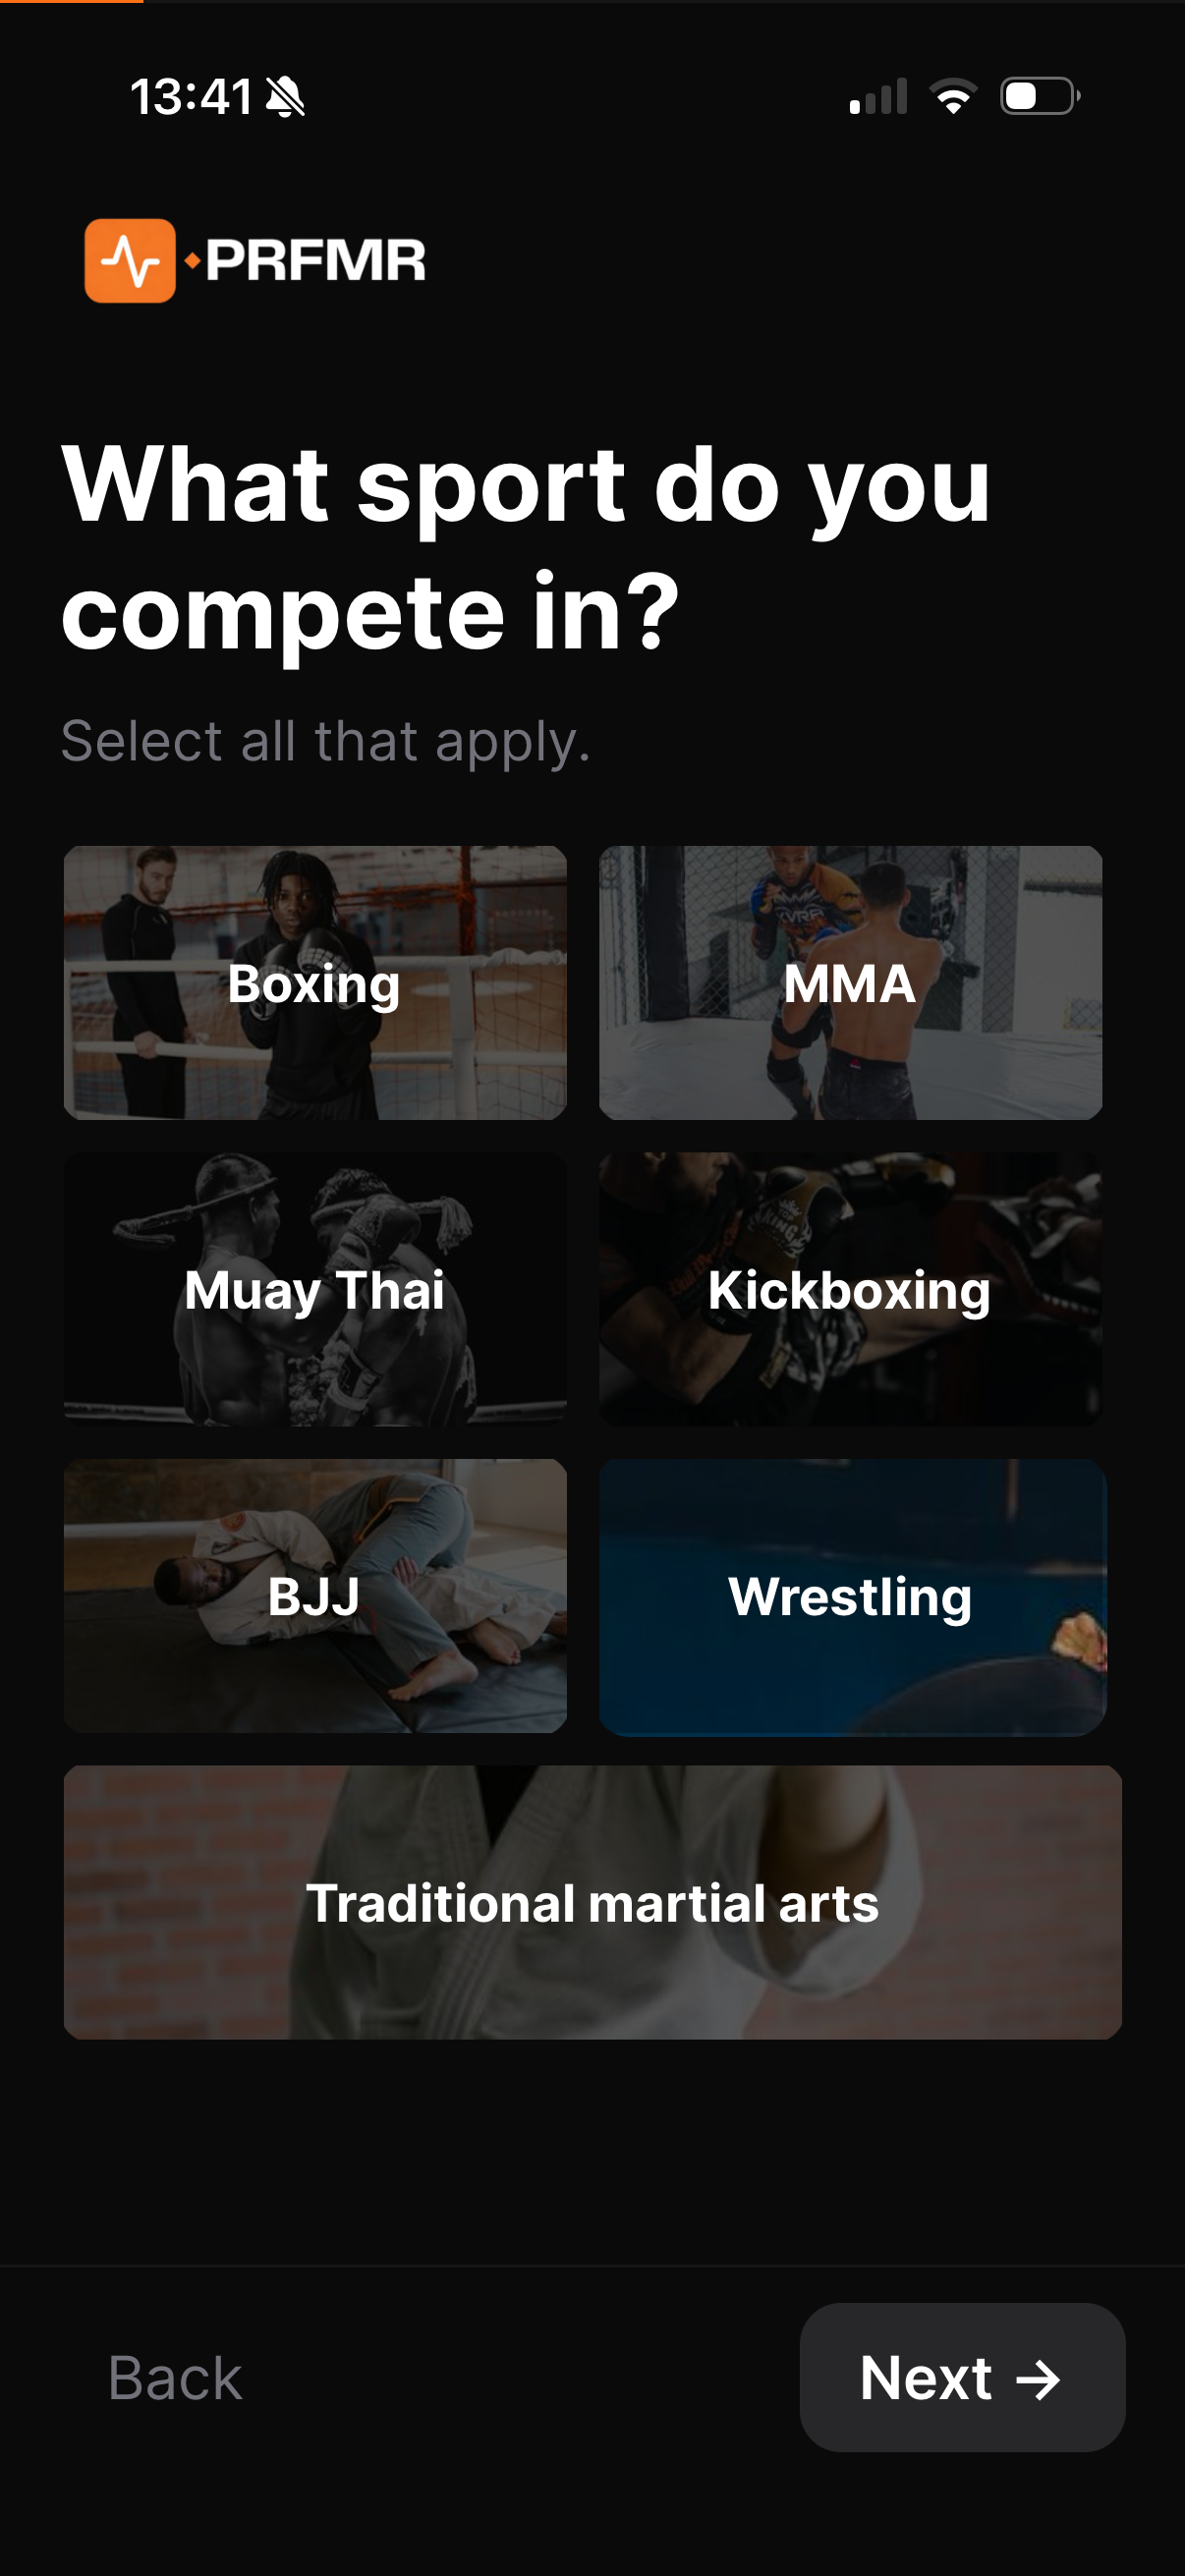 13:41
PRFMR
What sport do you
compete in?
Select all that apply.
Boxing
MMA
Muay Thai
Kickboxing
BJJ
Wrestling
Traditional martial arts
Back
Next →